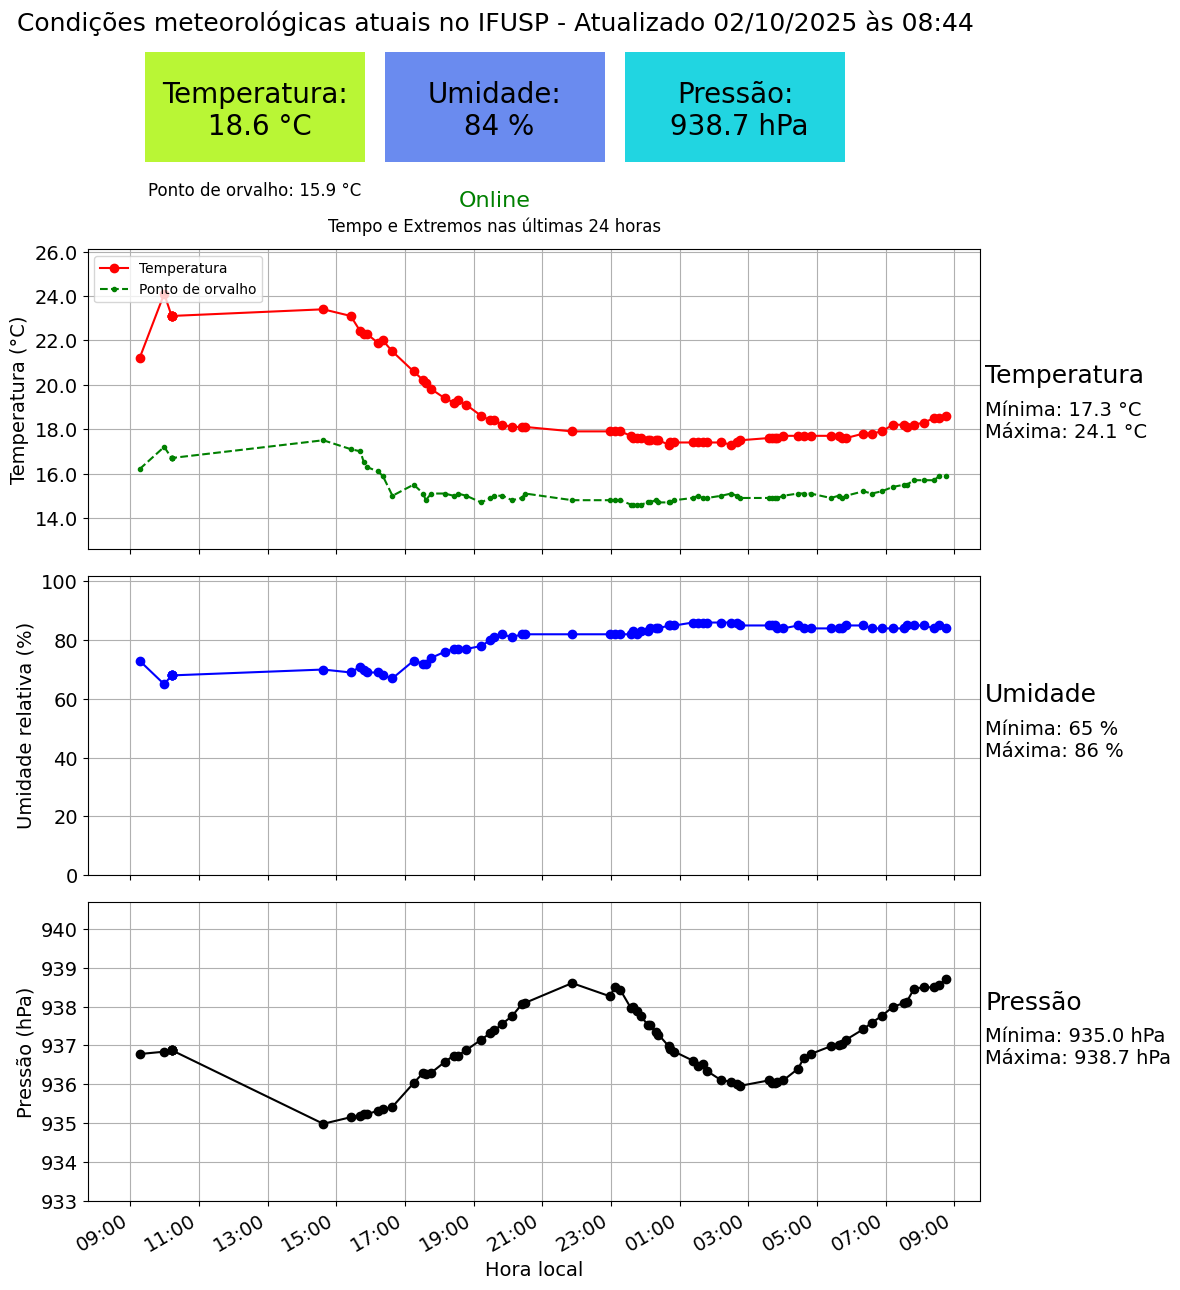 Condições meteorológicas atuais no IFUSP - Atualizado 02/10/2025 às 08:44
Temperatura:
18.6 °C
Umidade:
84 %
Pressão:
938.7 hPa
Ponto de orvalho: 15.9 °C
Online
Tempo e Extremos nas últimas 24 horas
Temperatura (°C)
26.0
24.0
22.0
20.0
18.0
16.0
14.0
Temperatura
Ponto de orvalho
Temperatura
Mínima: 17.3 °C
Máxima: 24.1 °C
Umidade relativa (%)
100
80
60
40
20
0
Umidade
Mínima: 65 %
Máxima: 86 %
Pressão (hPa)
940
939
938
937
936
935
934
933
Pressão
Mínima: 935.0 hPa
Máxima: 938.7 hPa
09:00
11:00
13:00
15:00
17:00
19:00
21:00
23:00
01:00
03:00
05:00
07:00
09:00
Hora local